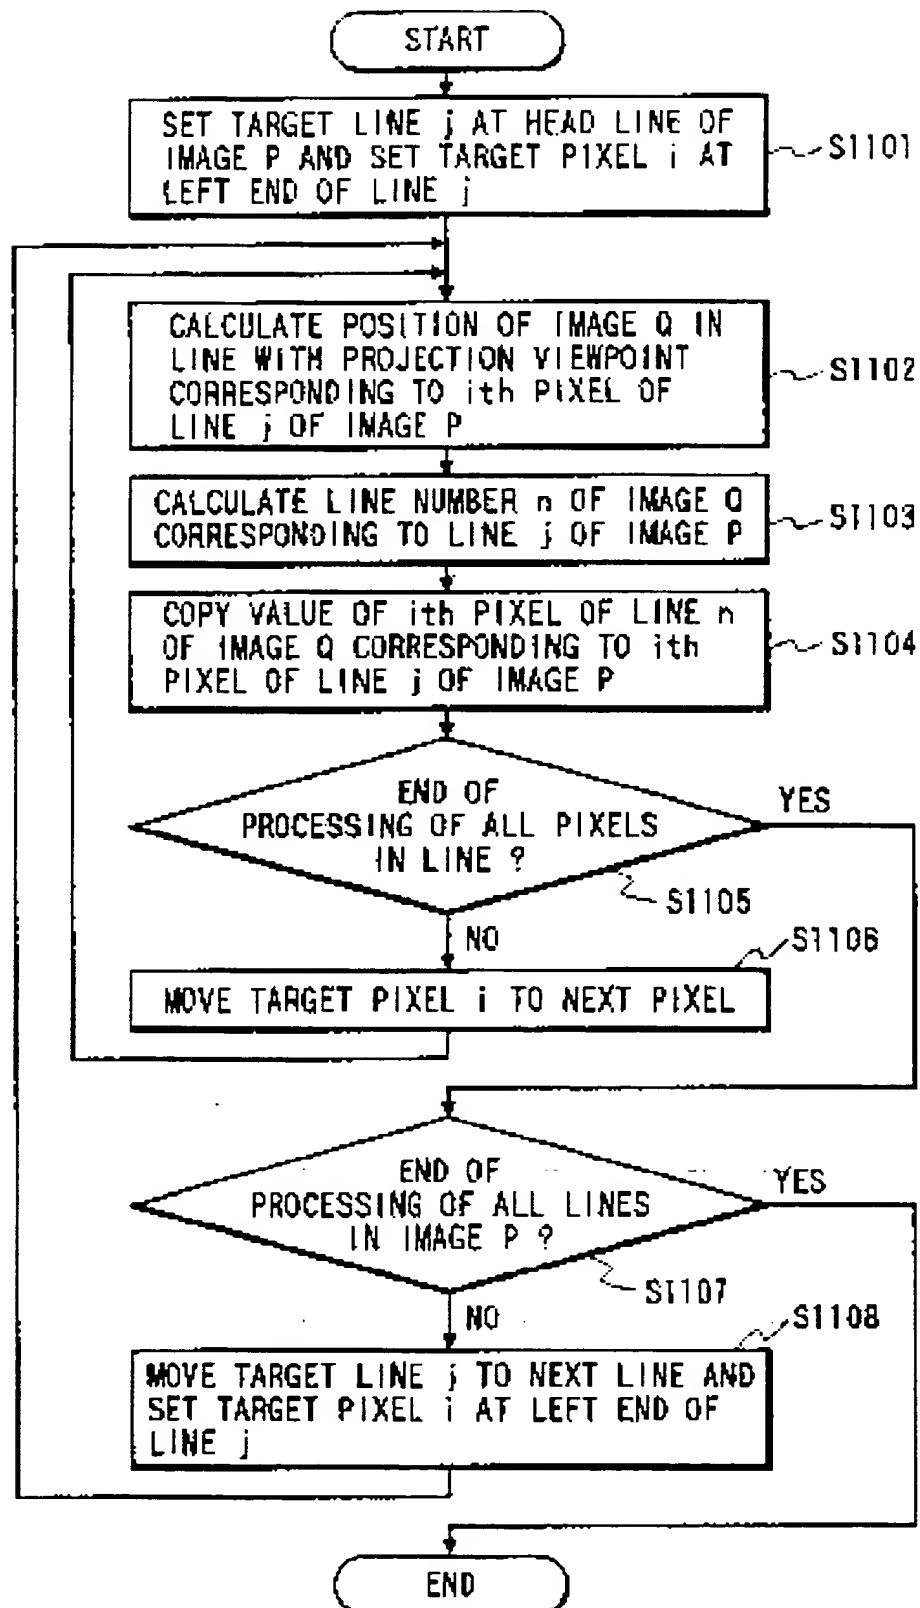 START
SET TARGET LINE j AT HEAD LINE OF
IMAGE P AND SET TARGET PIXEL i AT
LEFT END OF LINE j
S1101
CALCULATE POSITION OF IMAGE Q IN
LINE WITH PROJECTION VIEWPOINT
CORRESPONDING TO ith PIXEL OF
LINE j OF IMAGE P
S1102
CALCULATE LINE NUMBER n OF IMAGE Q
CORRESPONDING TO LINE j OF IMAGE P
S1103
COPY VALUE OF ith PIXEL OF LINE n
OF IMAGE Q CORRESPONDING TO ith
PIXEL OF LINE j OF IMAGE P
S1104
END OF
PROCESSING OF ALL PIXELS
IN LINE ?
YES
S1105
NO
S1106
MOVE TARGET PIXEL i TO NEXT PIXEL
END OF
PROCESSING OF ALL LINES
IN IMAGE P ?
YES
S1107
NO
S1108
MOVE TARGET LINE j TO NEXT LINE AND
SET TARGET PIXEL i AT LEFT END OF
LINE j
END